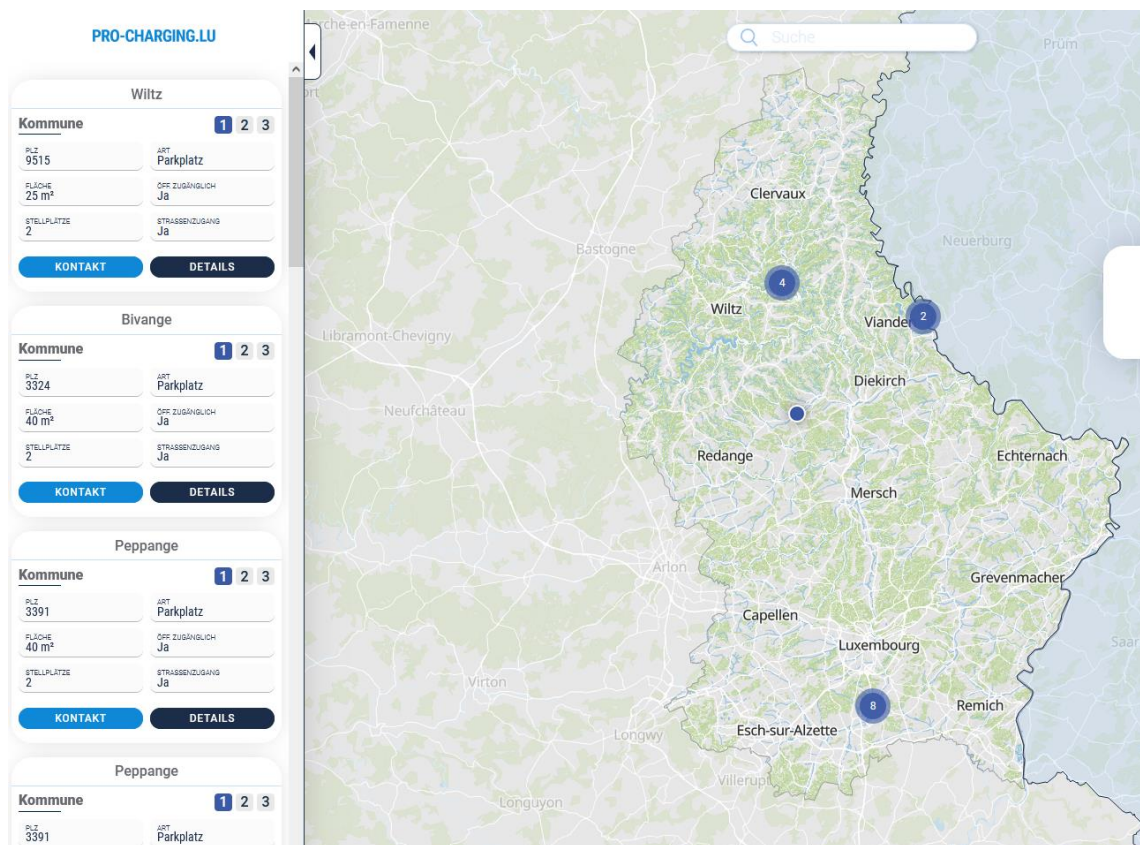 PRO-CHARGING.LU
Wiltz
Kommune 1 2 3
PLZ ART
9515 Parkplatz
FLÄCHE ÖFF. ZUGÄNGLICH
25 m² Ja
STELLPLÄTZE STRASSENZUGANG
2 Ja
KONTAKT DETAILS
Bivange
Kommune 1 2 3
PLZ ART
3324 Parkplatz
FLÄCHE ÖFF. ZUGÄNGLICH
40 m² Ja
STELLPLÄTZE STRASSENZUGANG
2 Ja
KONTAKT DETAILS
Peppange
Kommune 1 2 3
PLZ ART
3391 Parkplatz
FLÄCHE ÖFF. ZUGÄNGLICH
40 m² Ja
STELLPLÄTZE STRASSENZUGANG
2 Ja
KONTAKT DETAILS
Peppange
Kommune 1 2 3
PLZ ART
3391 Parkplatz
Suche
Prüm
Clervaux
Bastogne
Neuerburg
4
Wiltz
2
Libramont-Chevigny
Diekirch
Neufchâteau
Redange
Echternach
Mersch
Arlon
Grevenmacher
Capellen
Luxembourg
Virton
8
Remich
Esch-sur-Alzette
Longwy
Villerupt
Longuyon